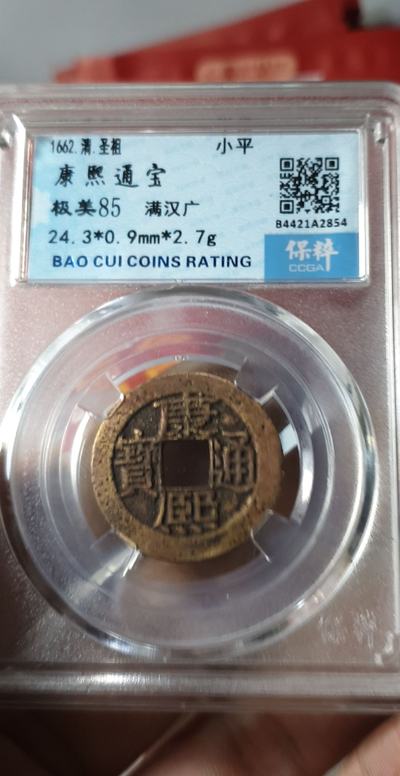 1662.清.圣祖 小平
康熙通宝
极美85 满汉广
B4421A2854
24.3*0.9mm*2.7g
保粹
CCGA
BAO CUI COINS RATING
康
寶 通
熙